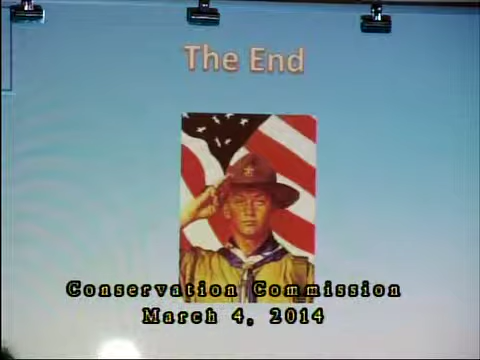 The End
Conservation Commission
March 4, 2014